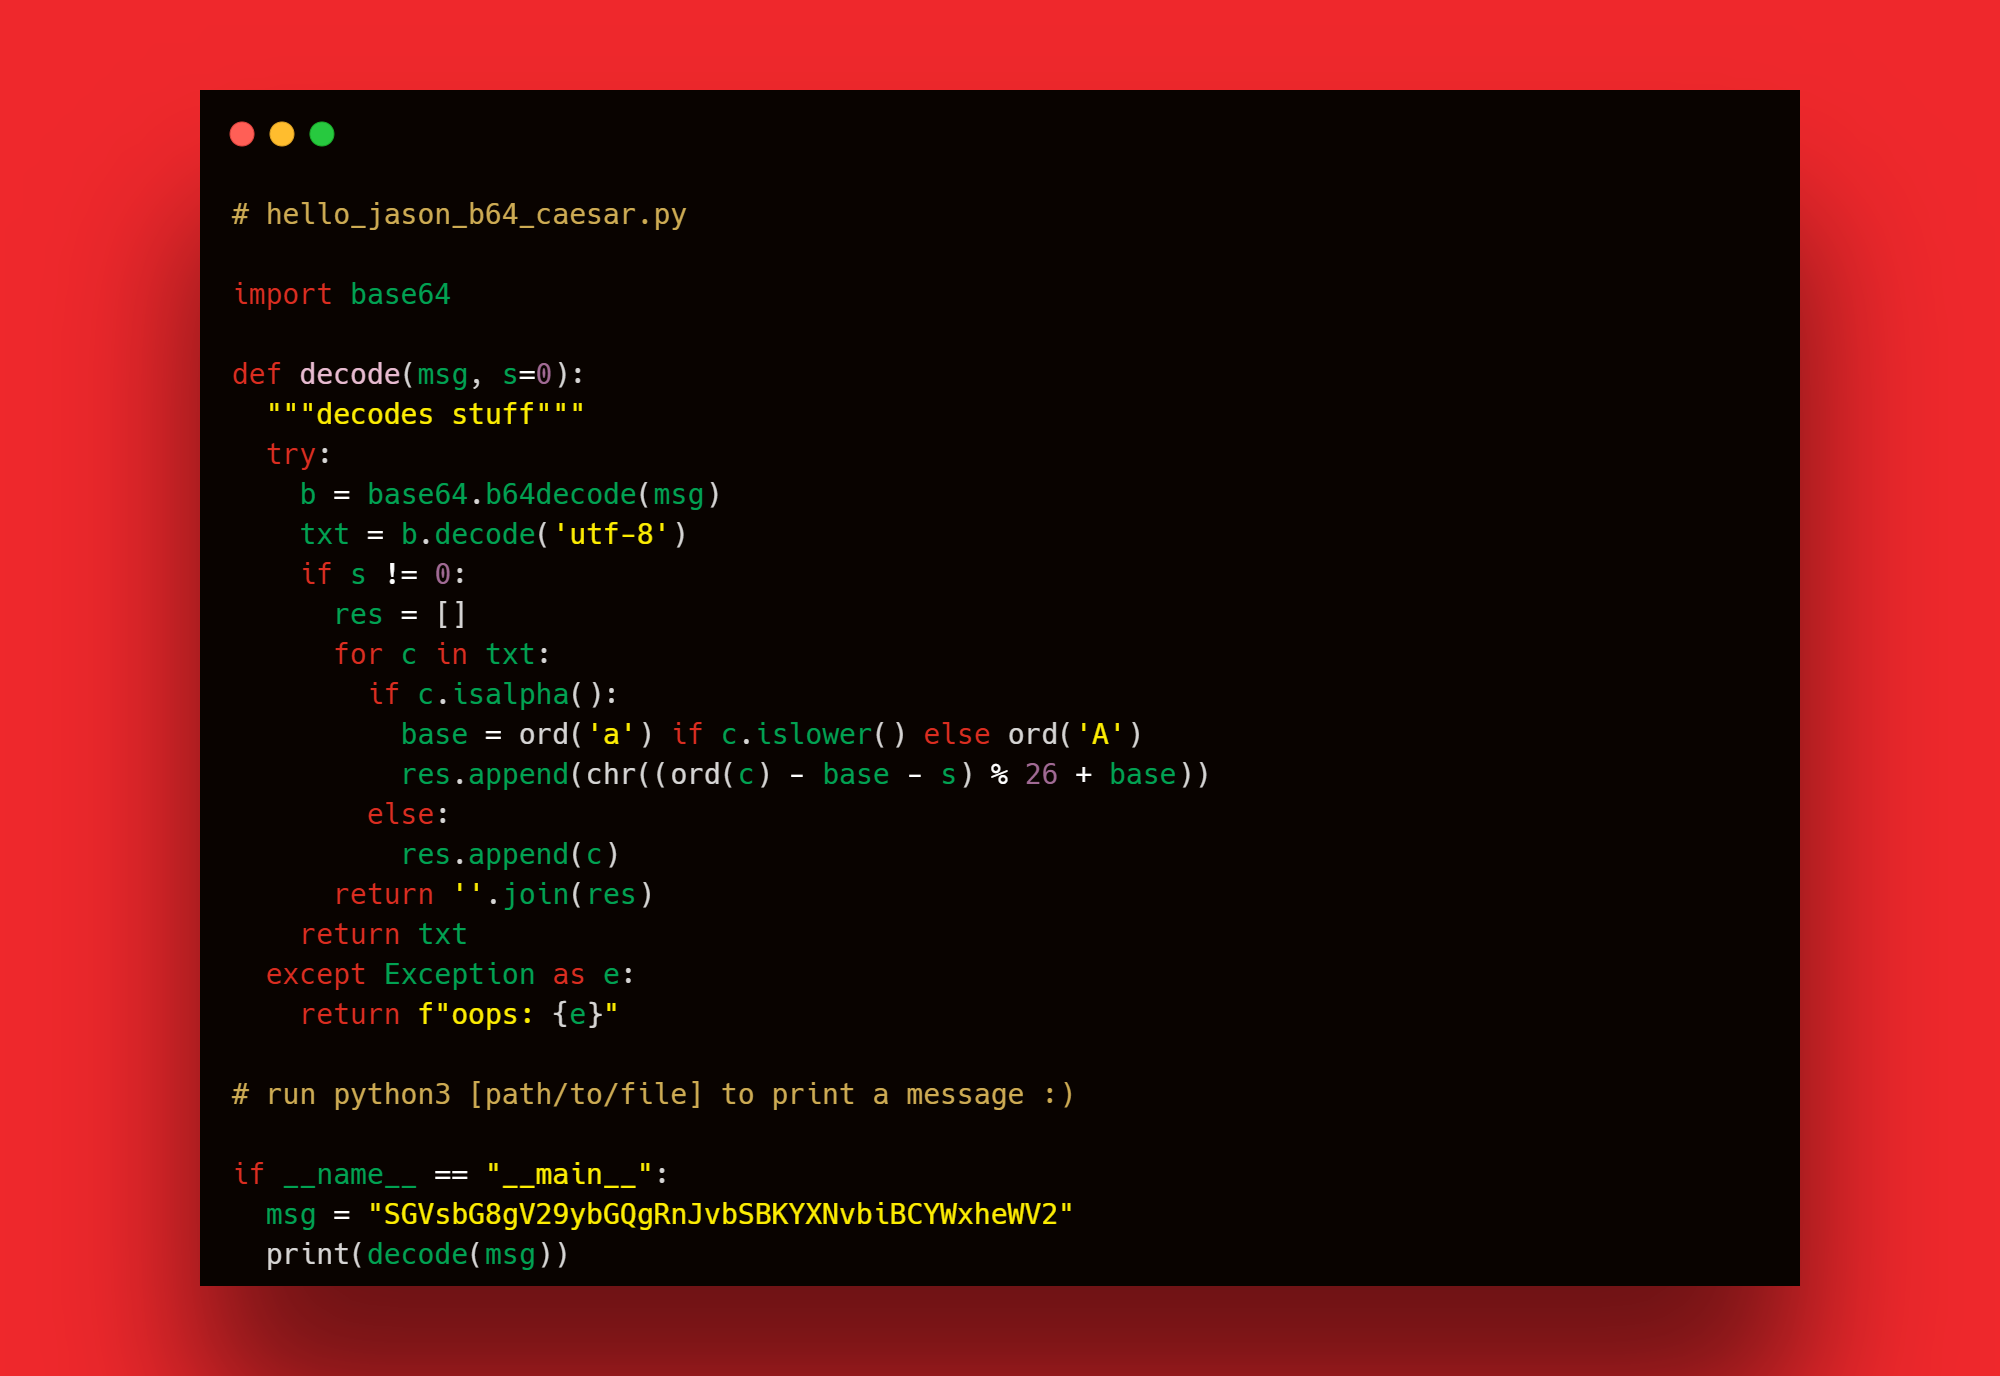 # hello_jason_b64_caesar.py

import base64

def decode(msg, s=0):
  """decodes stuff"""
  try:
    b = base64.b64decode(msg)
    txt = b.decode('utf-8')
    if s != 0:
      res = []
      for c in txt:
        if c.isalpha():
          base = ord('a') if c.islower() else ord('A')
          res.append(chr((ord(c) - base - s) % 26 + base))
        else:
          res.append(c)
      return ''.join(res)
    return txt
  except Exception as e:
    return f"oops: {e}"

# run python3 [path/to/file] to print a message :)

if __name__ == "__main__":
  msg = "SGVsbG8gV29ybGQgRnJvbSBKYXNvbiBCYWxheWV2"
  print(decode(msg))